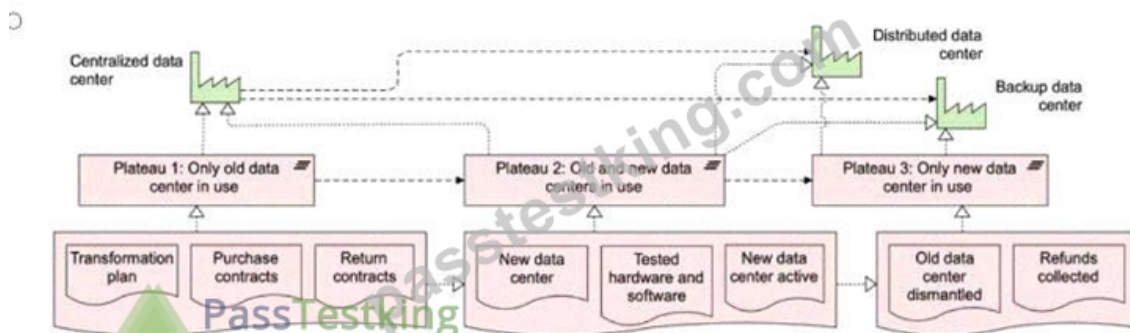 Centralized data
center
Distributed data
center
Backup data
center
Plateau 1: Only old data
center in use
Plateau 2: Old and new data
centers in use
Plateau 3: Only new data
center in use
Transformation
plan
Purchase
contracts
Return
contracts
New data
center
Tested
hardware and
software
New data
center active
Old data
center
dismantled
Refunds
collected
passtestking.com
PassTestking